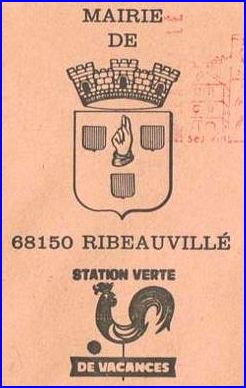 MAIRIE
DE
68150 RIBEAUVILLÉ
STATION VERTE
DE VACANCES